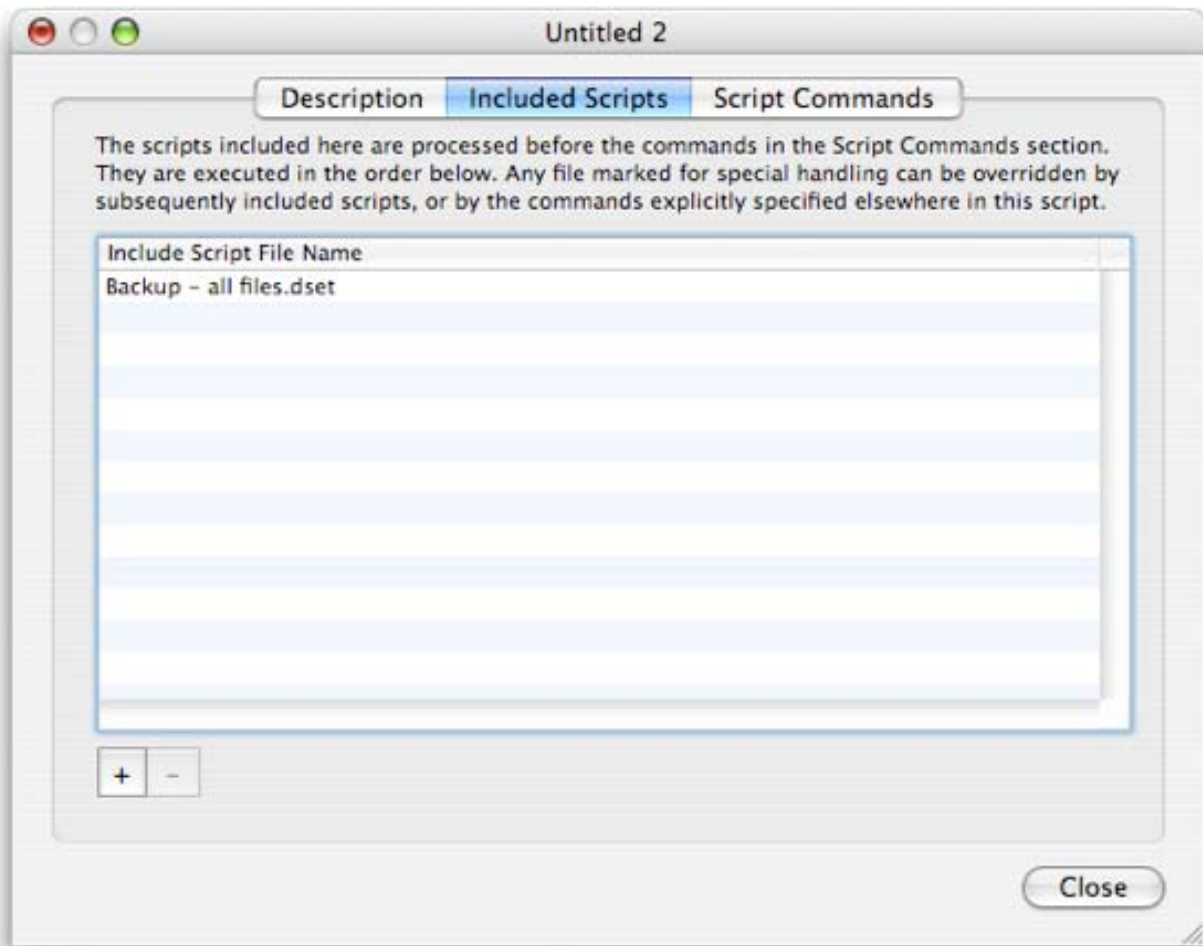 Untitled 2
Description Included Scripts Script Commands
The scripts included here are processed before the commands in the Script Commands section.
They are executed in the order below. Any file marked for special handling can be overridden by
subsequently included scripts, or by the commands explicitly specified elsewhere in this script.
Include Script File Name
Backup – all files.dset
+ −
Close